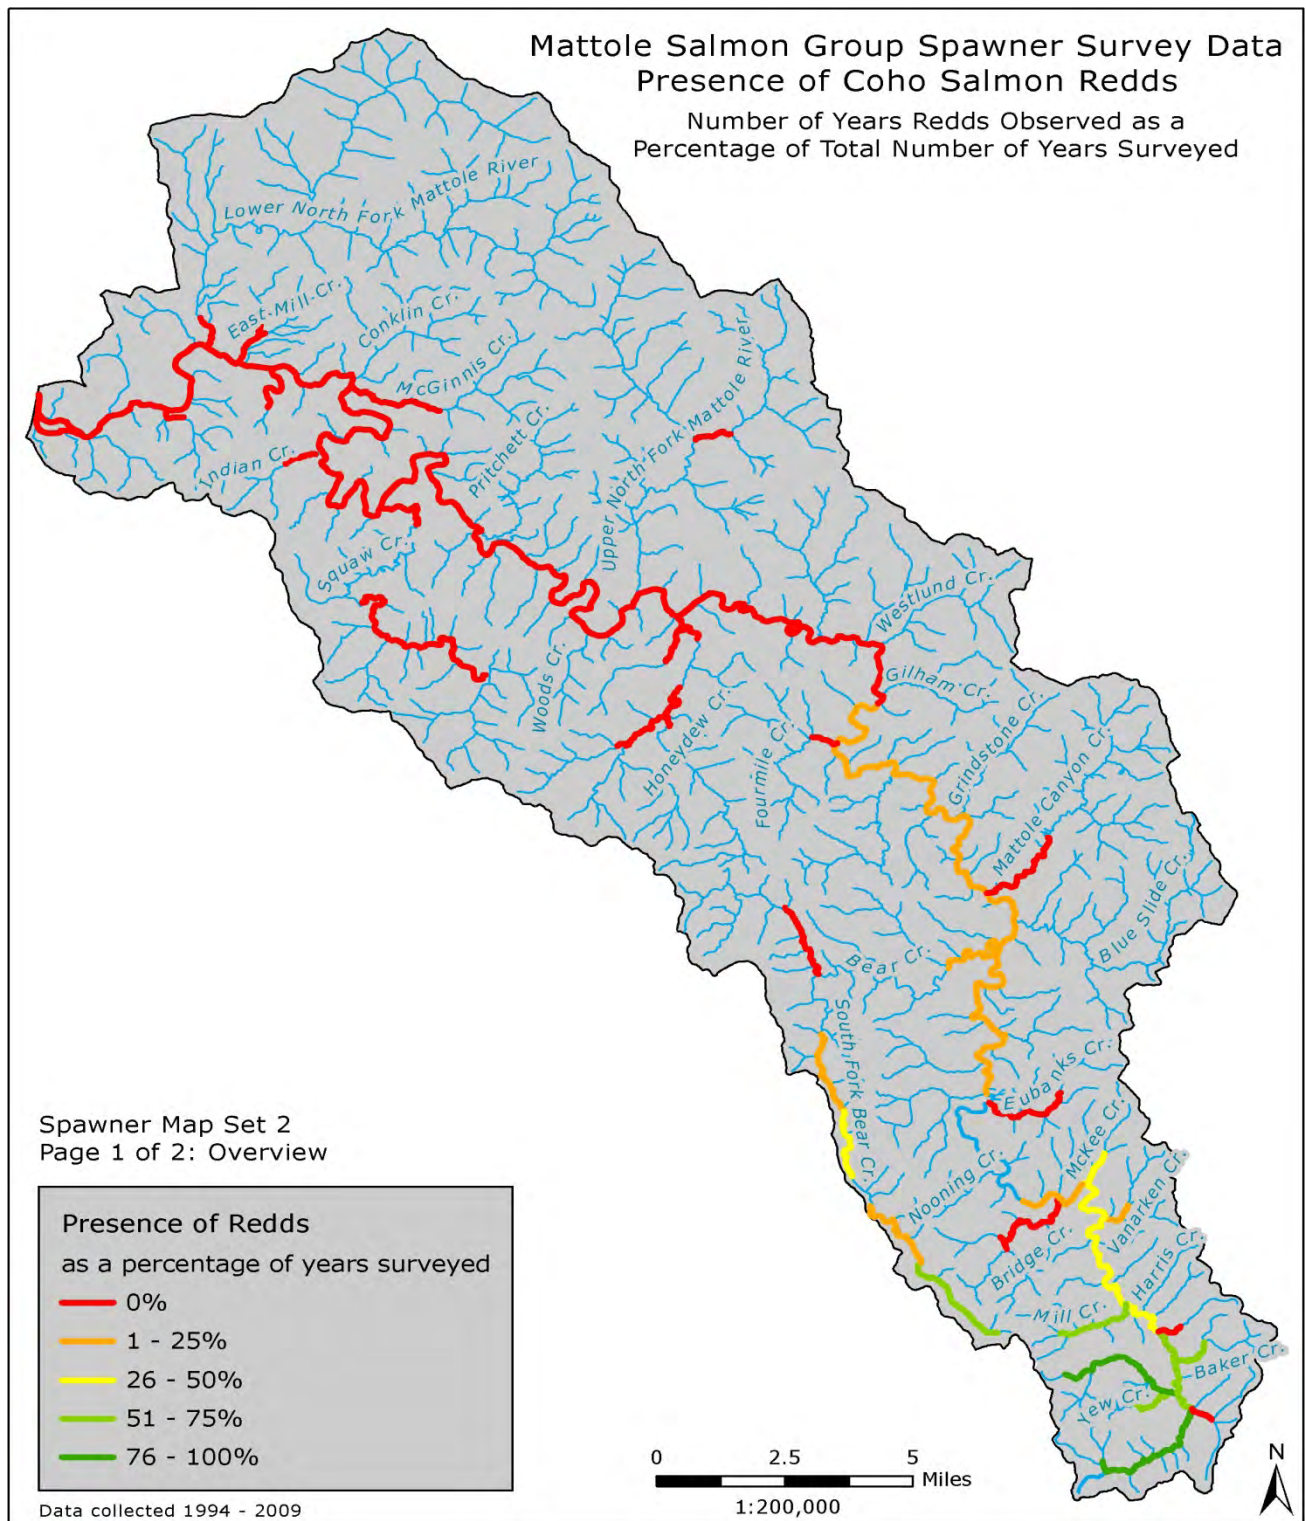 Mattole Salmon Group Spawner Survey Data
Presence of Coho Salmon Redds
Number of Years Redds Observed as a
Percentage of Total Number of Years Surveyed
Lower North Fork Mattole River
East Mill Cr.
Conklin Cr.
McGinnis Cr.
Upper North Fork Mattole River
Pritchett Cr.
Indian Cr.
Squaw Cr.
Westlund Cr.
Woods Cr.
Gilham Cr.
Honeydew Cr.
Grindstone Cr.
Fourmile Cr.
Mattole Canyon Cr.
Blue Slide Cr.
Bear Cr.
South Fork Bear Cr.
Eubanks Cr.
McKee Cr.
Nooning Cr.
Vanarken Cr.
Bridge Cr.
Harris Cr.
Mill Cr.
Baker Cr.
Yew Cr.
Spawner Map Set 2
Page 1 of 2: Overview
Presence of Redds
as a percentage of years surveyed
0%
1 - 25%
26 - 50%
51 - 75%
76 - 100%
Data collected 1994 - 2009
0 2.5 5
Miles
1:200,000
N